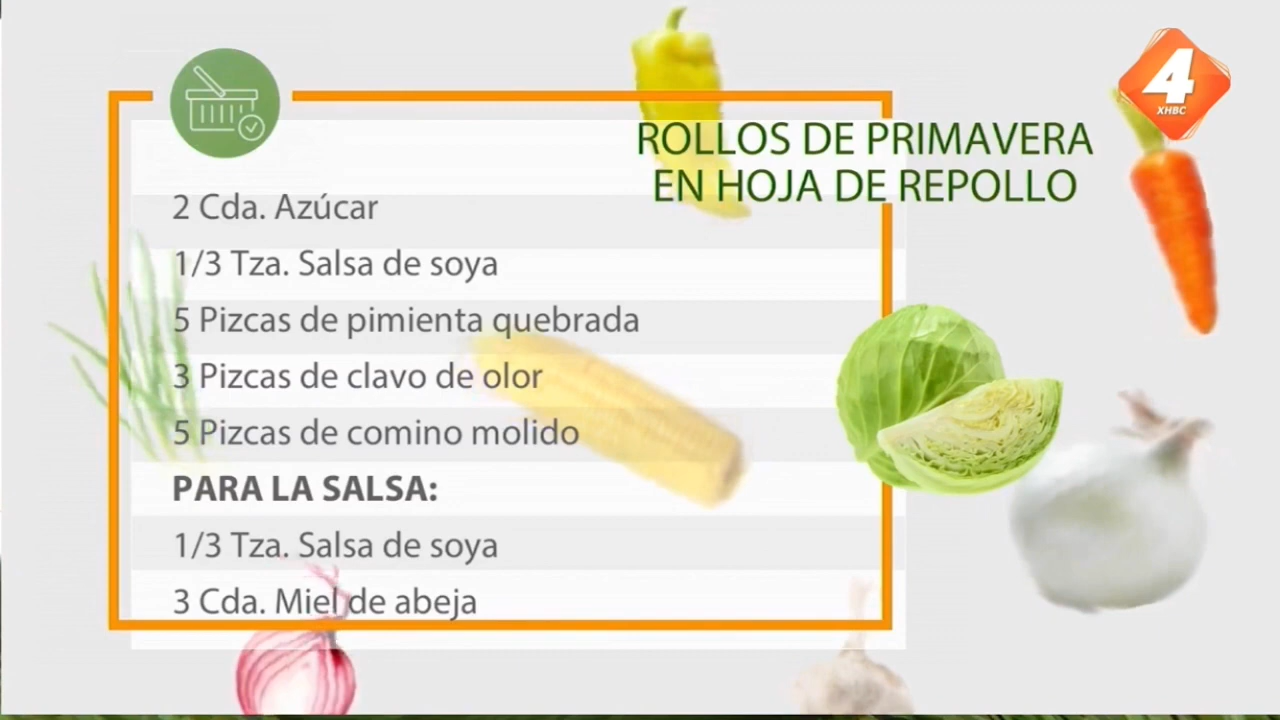 4
XHBC
ROLLOS DE PRIMAVERA
EN HOJA DE REPOLLO
2 Cda. Azúcar
1/3 Tza. Salsa de soya
5 Pizcas de pimienta quebrada
3 Pizcas de clavo de olor
5 Pizcas de comino molido
PARA LA SALSA:
1/3 Tza. Salsa de soya
3 Cda. Miel de abeja